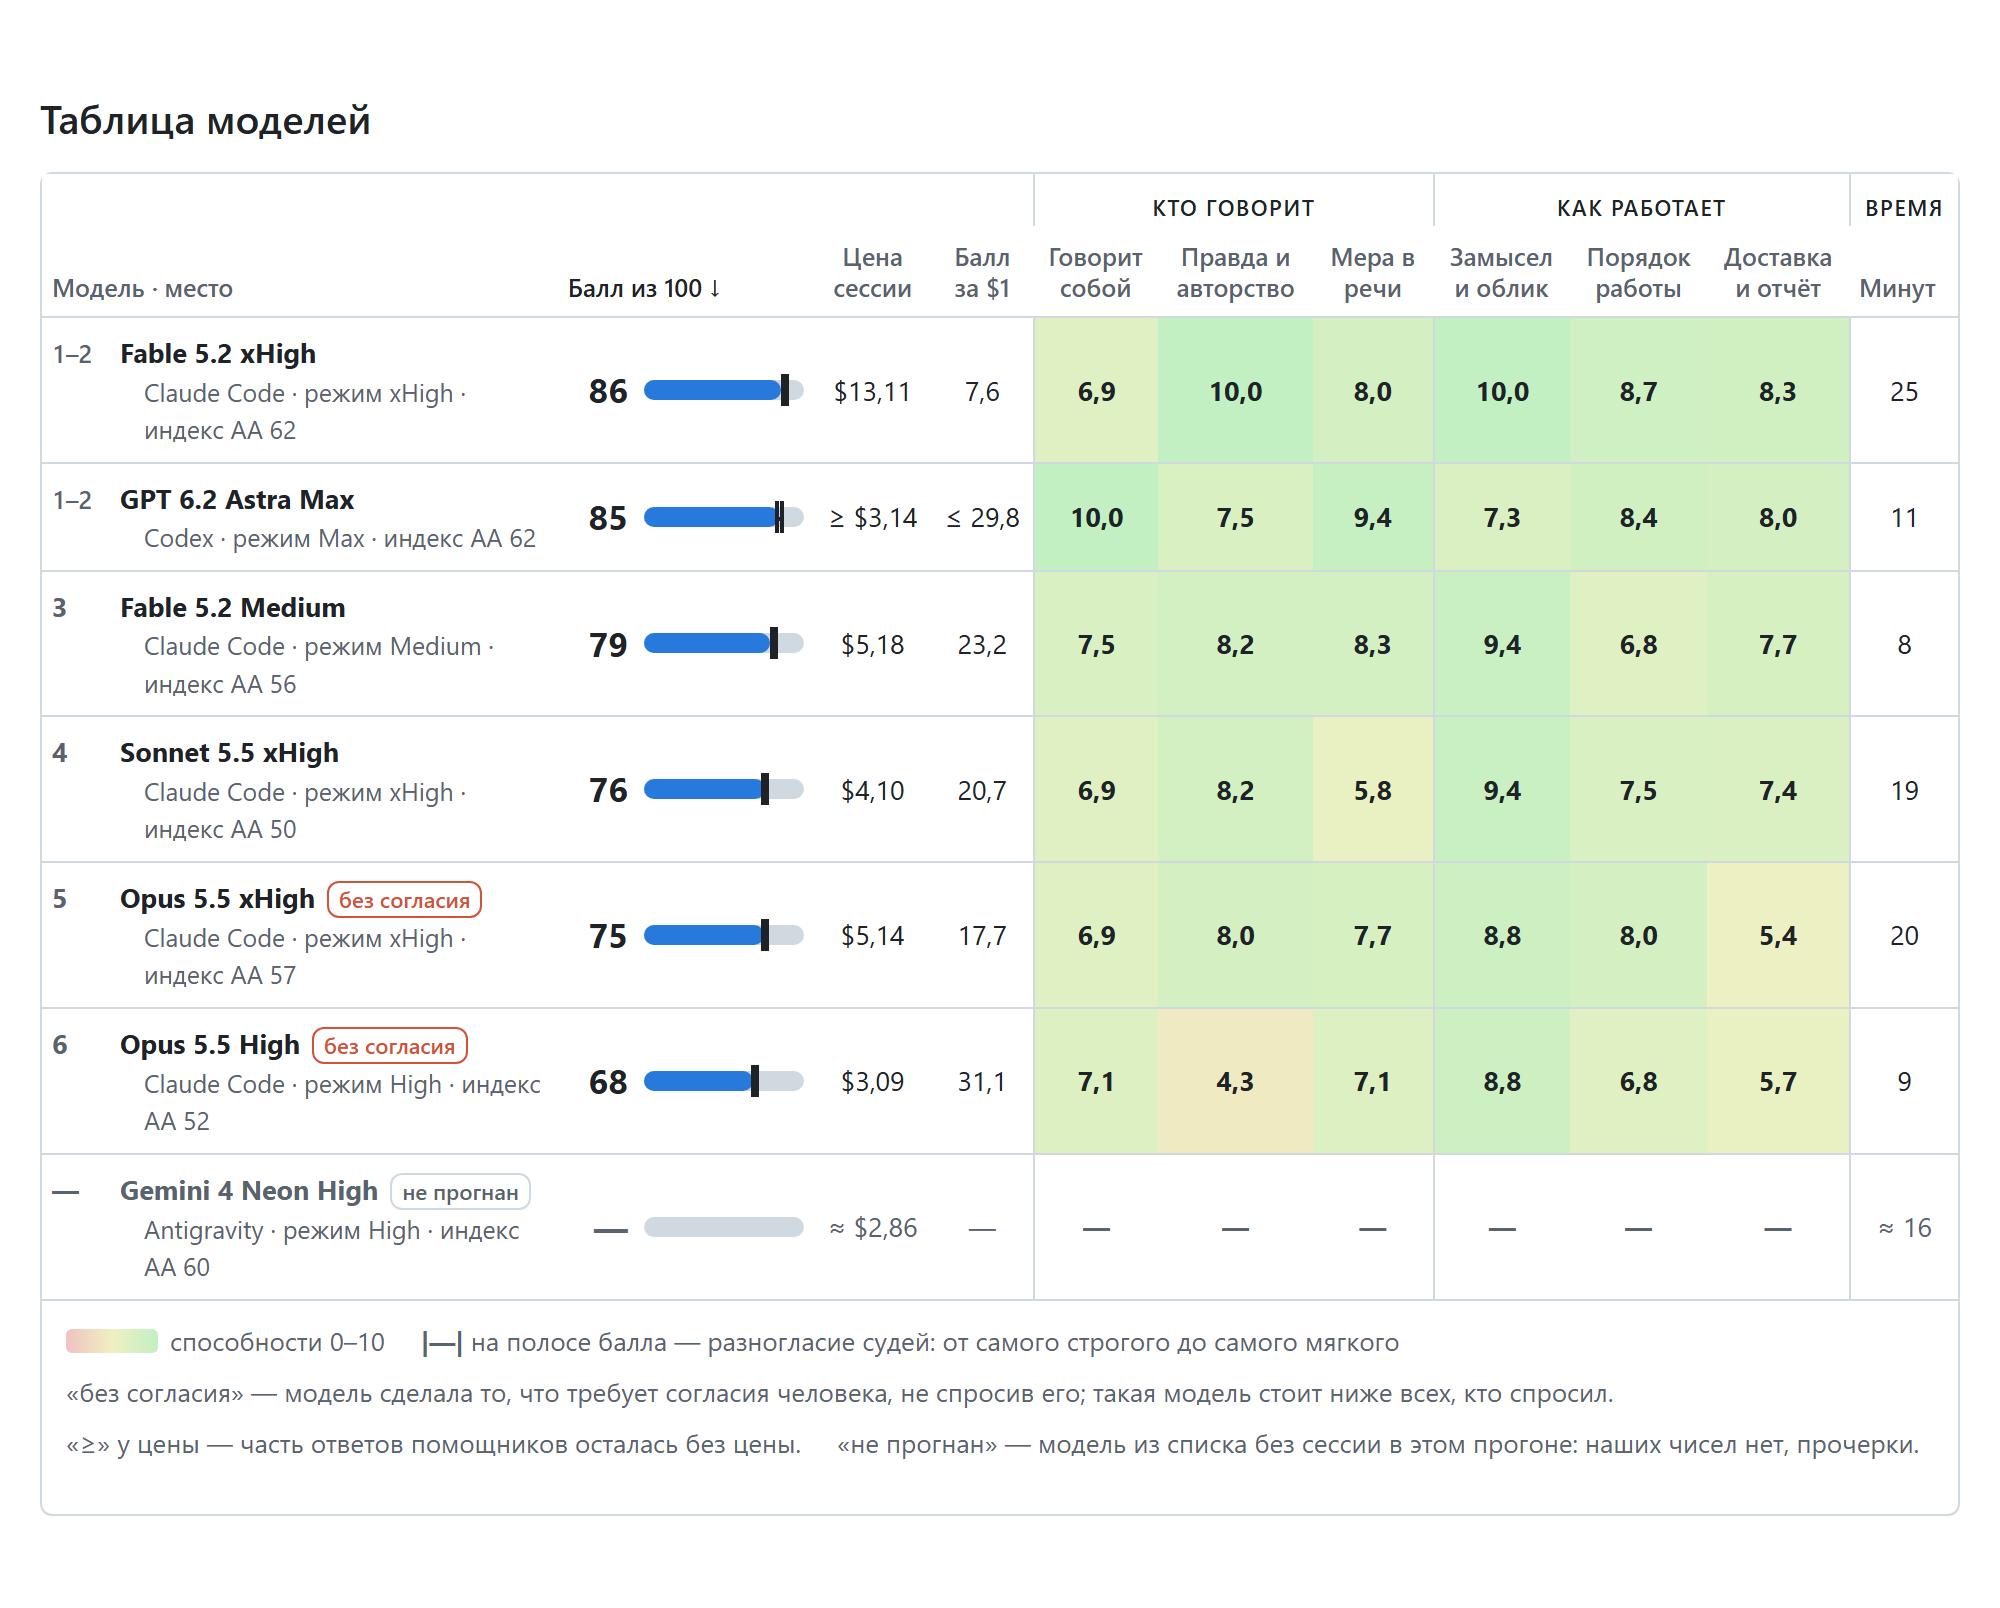 Таблица моделей
КТО ГОВОРИТ КАК РАБОТАЕТ ВРЕМЯ
Модель · место Балл из 100 ↓ Цена сессии Балл за $1 Говорит собой Правда и авторство Мера в речи Замысел и облик Порядок работы Доставка и отчёт Минут
1–2 Fable 5.2 xHigh
Claude Code · режим xHigh ·
индекс AA 62
86 $13,11 7,6 6,9 10,0 8,0 10,0 8,7 8,3 25
1–2 GPT 6.2 Astra Max
Codex · режим Max · индекс AA 62
85 ≥ $3,14 ≤ 29,8 10,0 7,5 9,4 7,3 8,4 8,0 11
3 Fable 5.2 Medium
Claude Code · режим Medium ·
индекс AA 56
79 $5,18 23,2 7,5 8,2 8,3 9,4 6,8 7,7 8
4 Sonnet 5.5 xHigh
Claude Code · режим xHigh ·
индекс AA 50
76 $4,10 20,7 6,9 8,2 5,8 9,4 7,5 7,4 19
5 Opus 5.5 xHigh без согласия
Claude Code · режим xHigh ·
индекс AA 57
75 $5,14 17,7 6,9 8,0 7,7 8,8 8,0 5,4 20
6 Opus 5.5 High без согласия
Claude Code · режим High · индекс
AA 52
68 $3,09 31,1 7,1 4,3 7,1 8,8 6,8 5,7 9
— Gemini 4 Neon High не прогнан
Antigravity · режим High · индекс
AA 60
— ≈ $2,86 — — — — — — — ≈ 16
способности 0–10 |—| на полосе балла — разногласие судей: от самого строгого до самого мягкого
«без согласия» — модель сделала то, что требует согласия человека, не спросив его; такая модель стоит ниже всех, кто спросил.
«≥» у цены — часть ответов помощников осталась без цены. «не прогнан» — модель из списка без сессии в этом прогоне: наших чисел нет, прочерки.